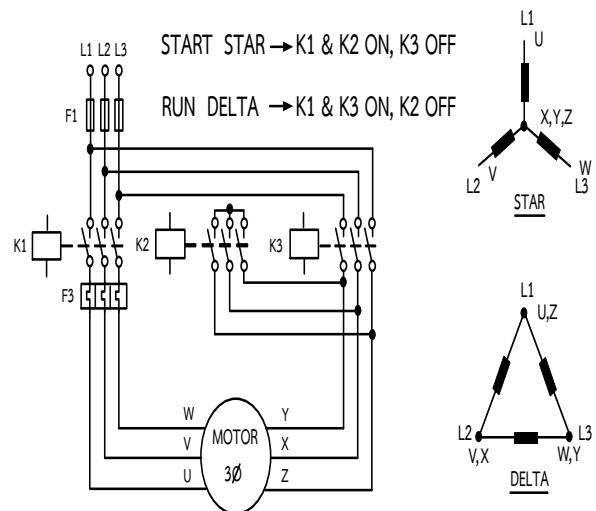 L1 L2 L3
START STAR → K1 & K2 ON, K3 OFF
RUN DELTA → K1 & K3 ON, K2 OFF
F1
K1
K2
K3
F3
W
V
U
MOTOR
3Ø
Y
X
Z
L1
U
X,Y,Z
V
L2
W
L3
STAR
L1
U,Z
L2
V,X
L3
W,Y
DELTA